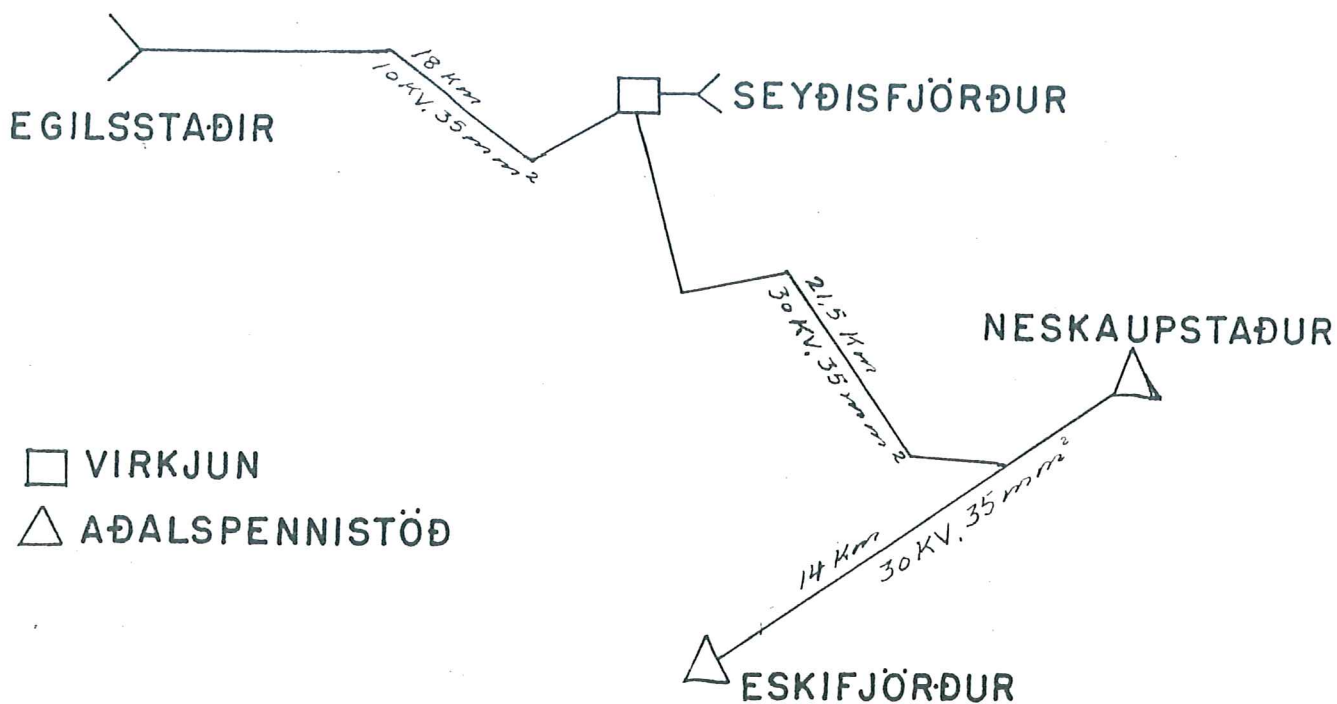 18 Km
10 KV. 35 mm²
SEYÐISFJÖRÐUR
EGILSSTAÐIR
21,5 Km
30 KV. 35 mm²
NESKAUPSTAÐUR
VIRKJUN
AÐALSPENNISTÖÐ
14 Km
30 KV. 35 mm²
ESKIFJÖRÐUR